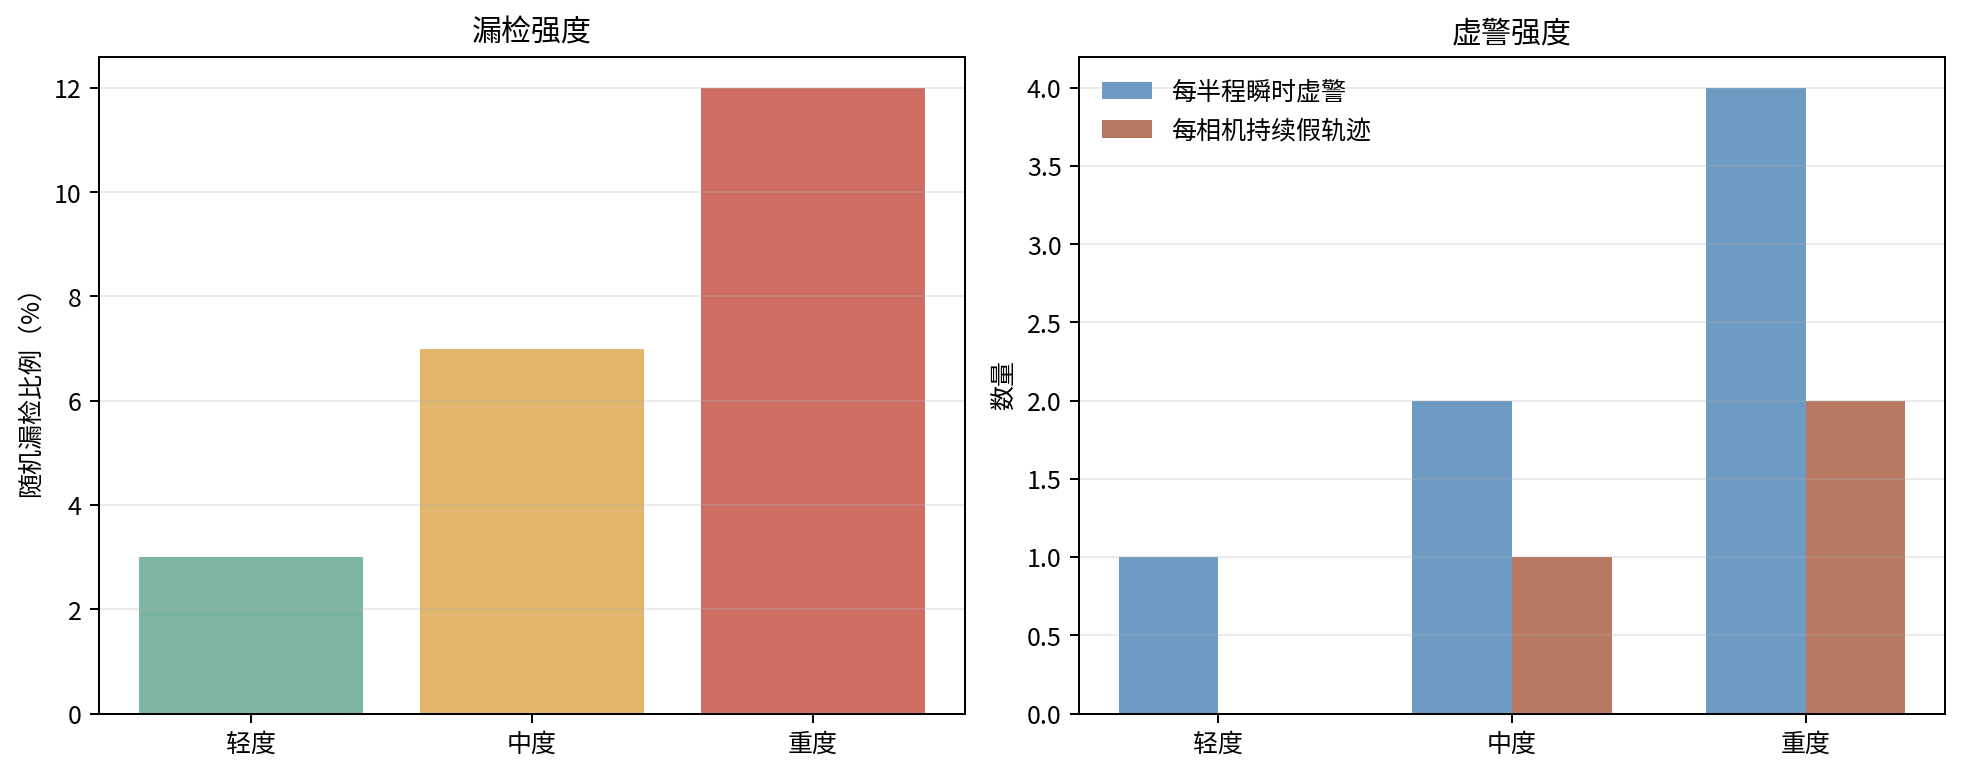 漏检强度
随机漏检比例（%）
12
10
8
6
4
2
0
轻度
中度
重度
虚警强度
每半程瞬时虚警
每相机持续假轨迹
数量
4.0
3.5
3.0
2.5
2.0
1.5
1.0
0.5
0.0
轻度
中度
重度